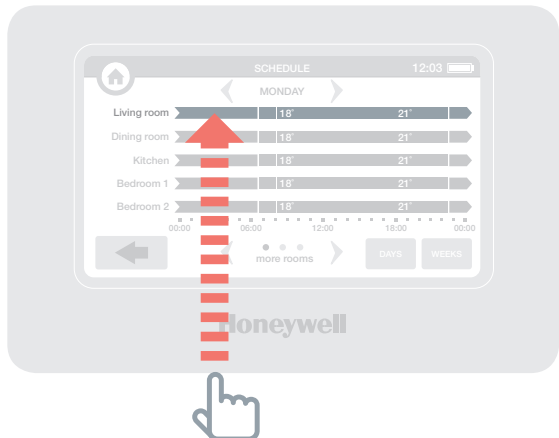 SCHEDULE 12:03
MONDAY
Living room 18° 21°
Dining room 18° 21°
Kitchen 18° 21°
Bedroom 1 18° 21°
Bedroom 2 18° 21°
00:00 06:00 12:00 18:00 00:00
more rooms DAYS WEEKS
Honeywell